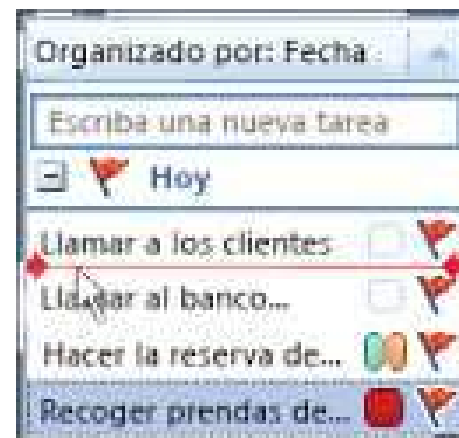 Organizado por: Fecha
Escriba una nueva tarea
Hoy
Llamar a los clientes
Llamar al banco...
Hacer la reserva de...
Recoger prendas de...